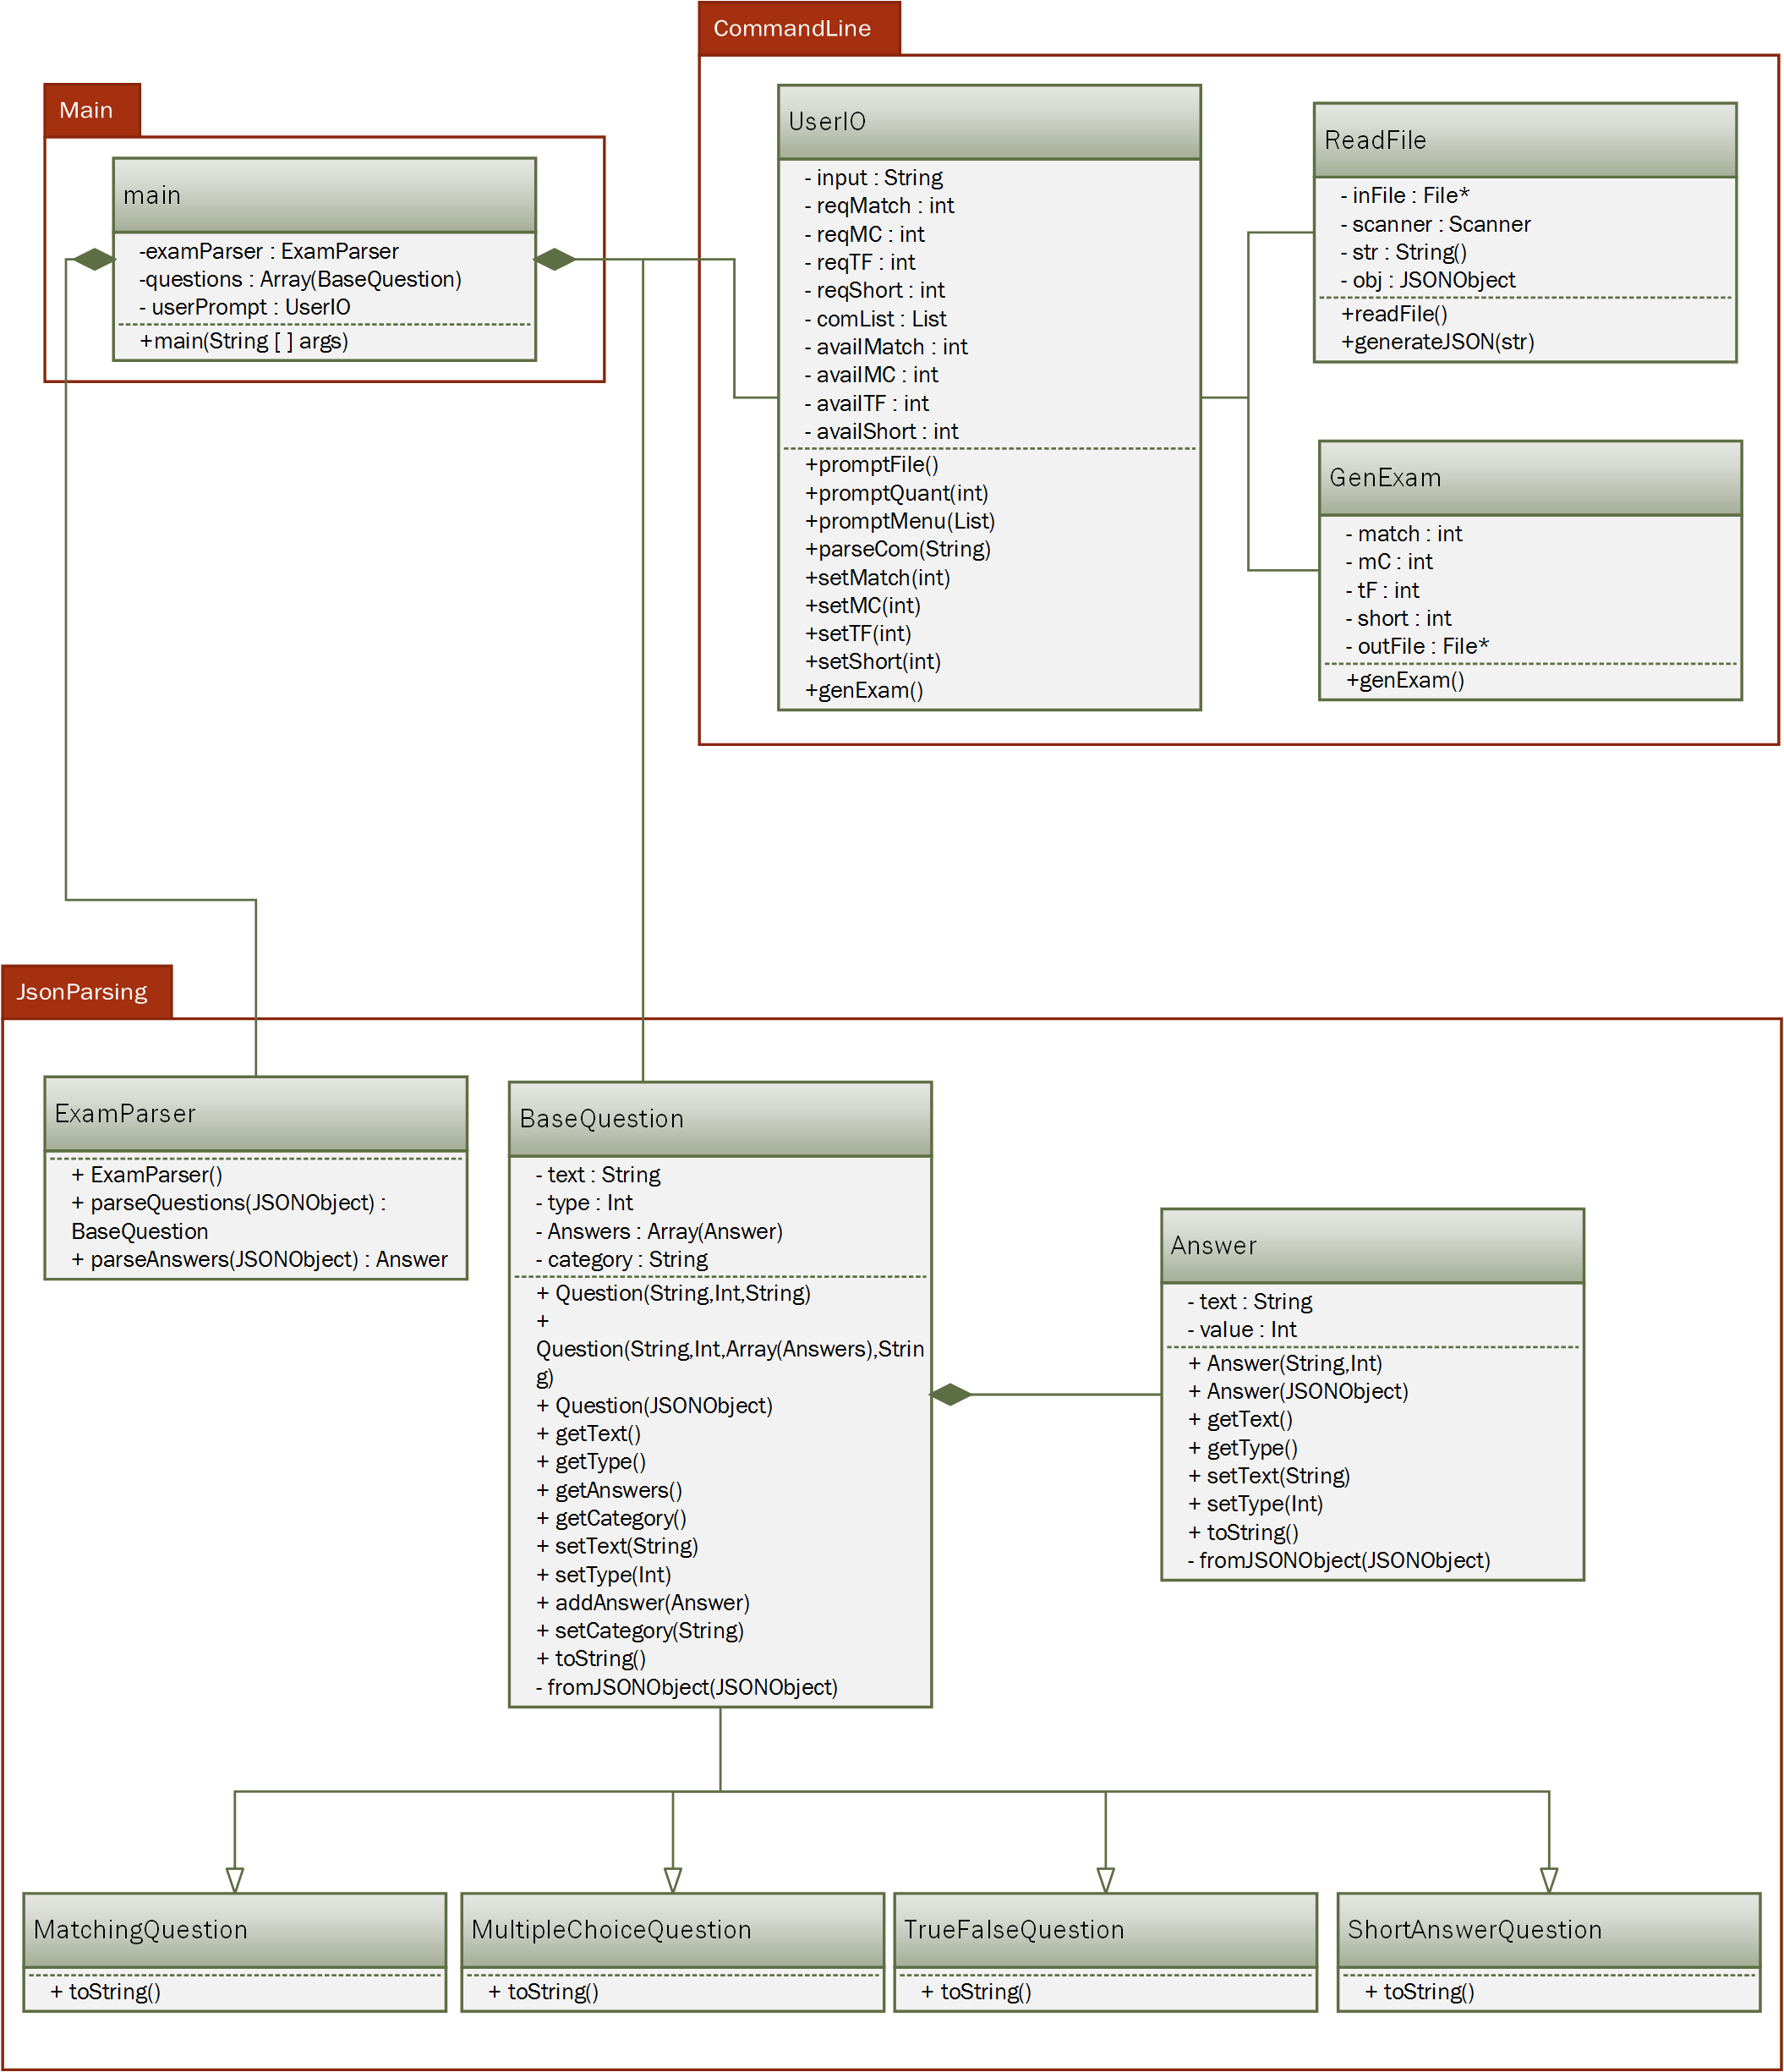 CommandLine
Main
main
-examParser : ExamParser
-questions : Array(BaseQuestion)
- userPrompt : UserIO
+main(String [ ] args)
UserIO
- input : String
- reqMatch : int
- reqMC : int
- reqTF : int
- reqShort : int
- comList : List
- availMatch : int
- availMC : int
- availTF : int
- availShort : int
+promptFile()
+promptQuant(int)
+promptMenu(List)
+parseCom(String)
+setMatch(int)
+setMC(int)
+setTF(int)
+setShort(int)
+genExam()
ReadFile
- inFile : File*
- scanner : Scanner
- str : String()
- obj : JSONObject
+readFile()
+generateJSON(str)
GenExam
- match : int
- mC : int
- tF : int
- short : int
- outFile : File*
+genExam()
JsonParsing
ExamParser
+ ExamParser()
+ parseQuestions(JSONObject) :
BaseQuestion
+ parseAnswers(JSONObject) : Answer
BaseQuestion
- text : String
- type : Int
- Answers : Array(Answer)
- category : String
+ Question(String,Int,String)
+
Question(String,Int,Array(Answers),Strin
g)
+ Question(JSONObject)
+ getText()
+ getType()
+ getAnswers()
+ getCategory()
+ setText(String)
+ setType(Int)
+ addAnswer(Answer)
+ setCategory(String)
+ toString()
- fromJSONObject(JSONObject)
Answer
- text : String
- value : Int
+ Answer(String,Int)
+ Answer(JSONObject)
+ getText()
+ getType()
+ setText(String)
+ setType(Int)
+ toString()
- fromJSONObject(JSONObject)
MatchingQuestion
+ toString()
MultipleChoiceQuestion
+ toString()
TrueFalseQuestion
+ toString()
ShortAnswerQuestion
+ toString()